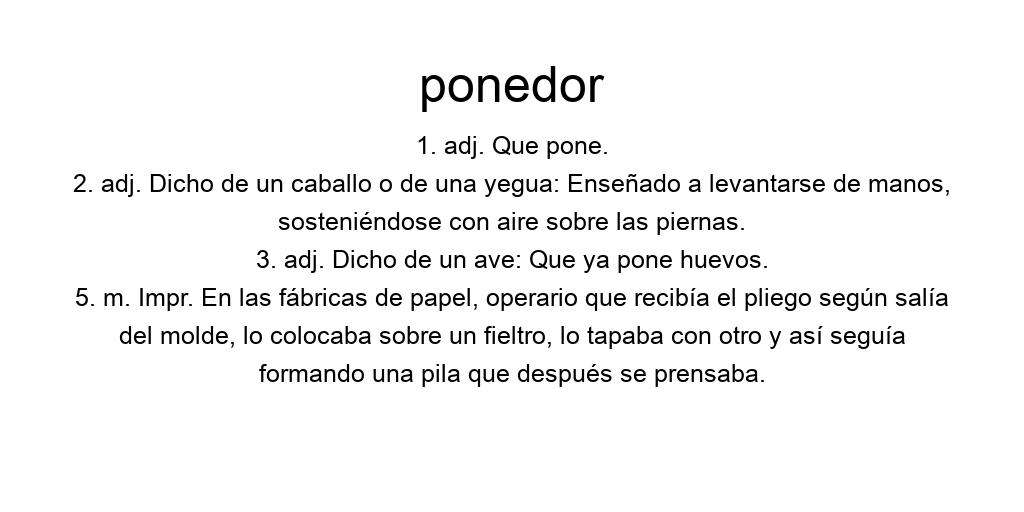 ponedor
1. adj. Que pone.
2. adj. Dicho de un caballo o de una yegua: Enseñado a levantarse de manos,
sosteniéndose con aire sobre las piernas.
3. adj. Dicho de un ave: Que ya pone huevos.
5. m. Impr. En las fábricas de papel, operario que recibía el pliego según salía
del molde, lo colocaba sobre un fieltro, lo tapaba con otro y así seguía
formando una pila que después se prensaba.